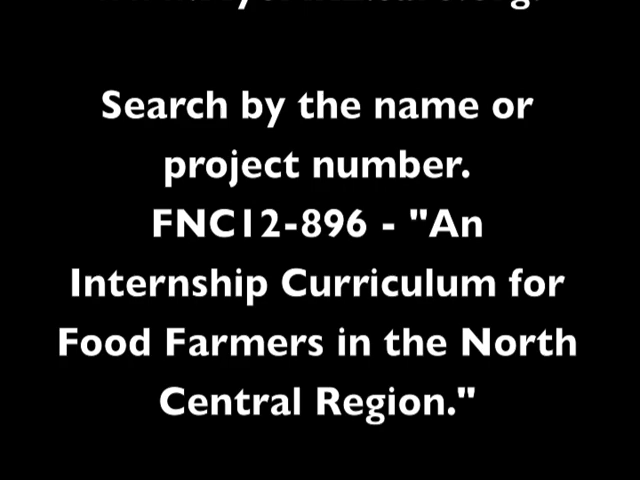 Search by the name or
project number.
FNC12-896 - "An
Internship Curriculum for
Food Farmers in the North
Central Region."